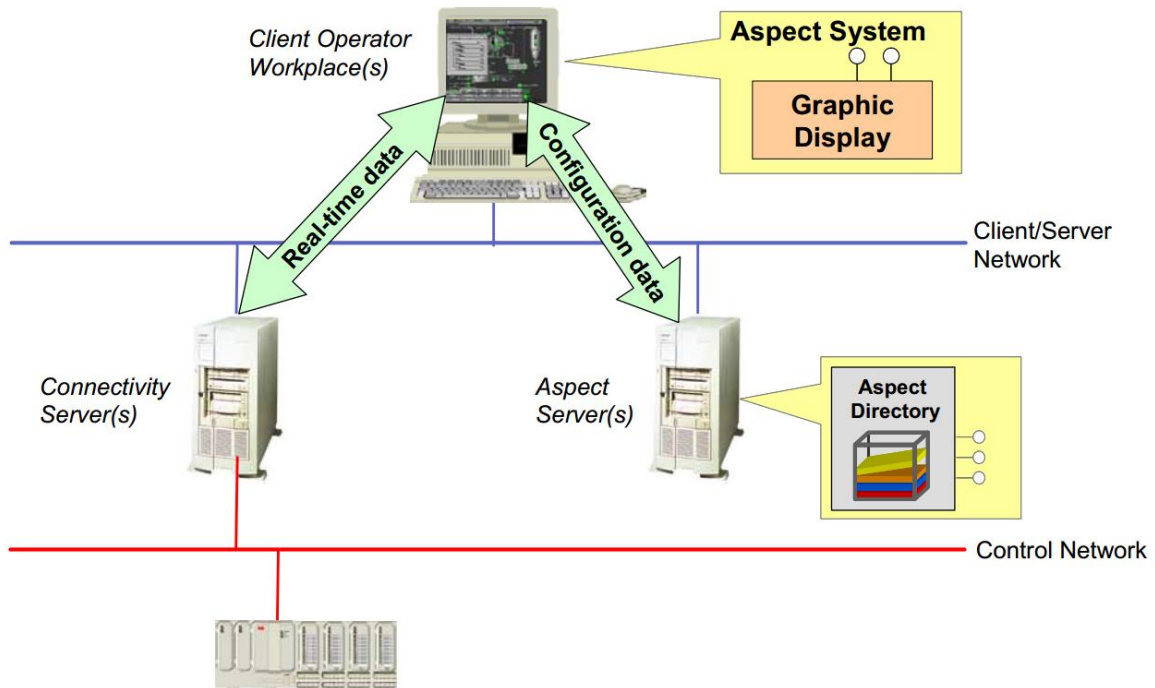 Client Operator
Workplace(s)
Aspect System
Graphic
Display
Real-time data
Configuration data
Client/Server
Network
Connectivity
Server(s)
Aspect
Server(s)
Aspect
Directory
Control Network